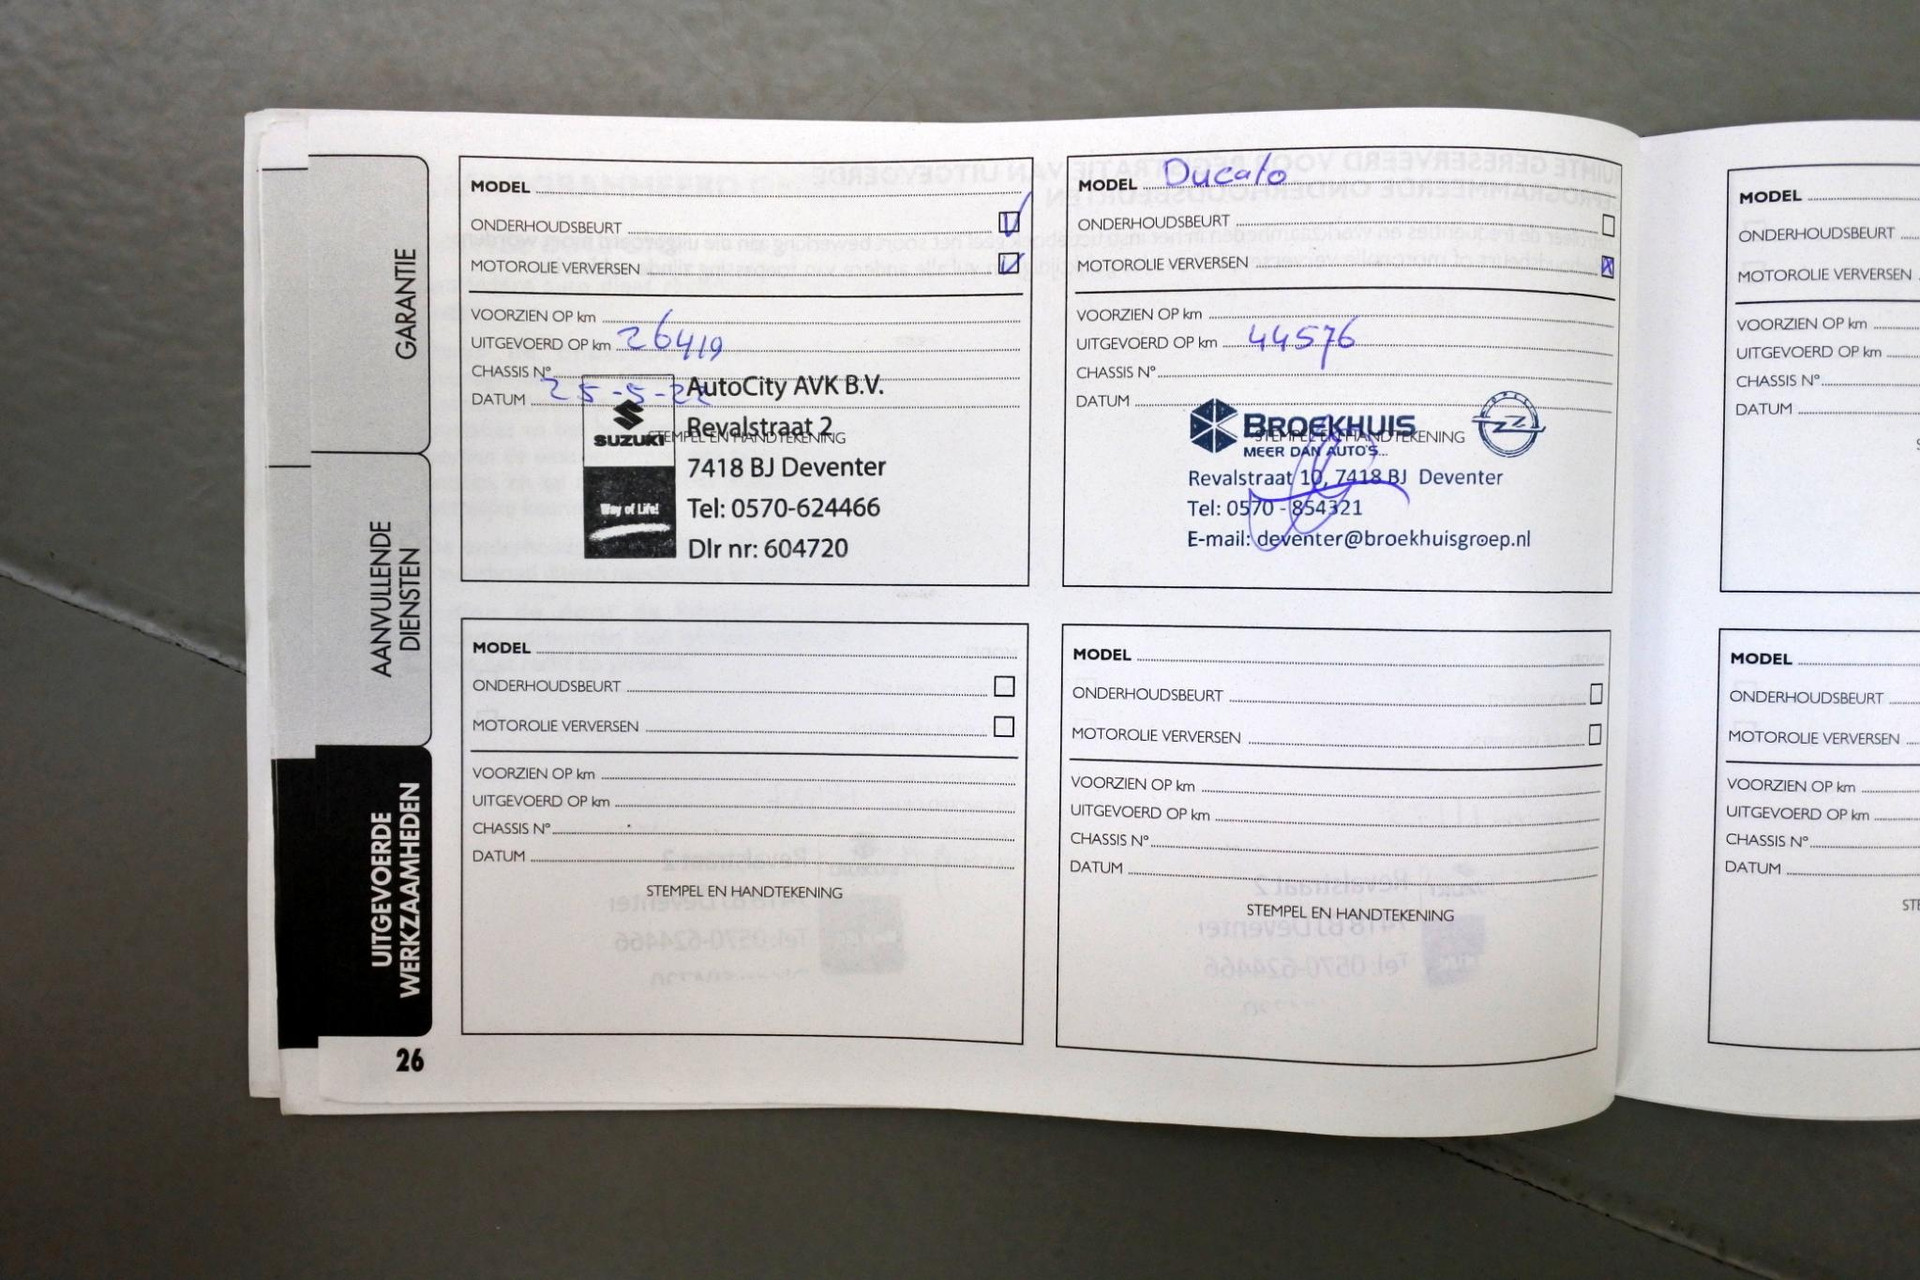 GARANTIE
AANVULLENDE
DIENSTEN
UITGEVOERDE
WERKZAAMHEDEN
26
MODEL
ONDERHOUDSBEURT
MOTOROLIE VERVERSEN
VOORZIEN OP km
UITGEVOERD OP km 26419
CHASSIS N°
DATUM 25-5-22
STEMPEL EN HANDTEKENING
SUZUKI
Way of Life!
AutoCity AVK B.V.
Revalstraat 2
7418 BJ Deventer
Tel: 0570-624466
Dlr nr: 604720
MODEL Ducato
ONDERHOUDSBEURT
MOTOROLIE VERVERSEN
VOORZIEN OP km
UITGEVOERD OP km 44576
CHASSIS N°
DATUM
STEMPEL EN HANDTEKENING
BROEKHUIS
MEER DAN AUTO'S...
OPEL
Revalstraat 10, 7418 BJ Deventer
Tel: 0570 - 854321
E-mail: deventer@broekhuisgroep.nl
MODEL
ONDERHOUDSBEURT
MOTOROLIE VERVERSEN
VOORZIEN OP km
UITGEVOERD OP km
CHASSIS N°
DATUM
STEMPEL EN HANDTEKENING
MODEL
ONDERHOUDSBEURT
MOTOROLIE VERVERSEN
VOORZIEN OP km
UITGEVOERD OP km
CHASSIS N°
DATUM
STEMPEL EN HANDTEKENING
MODEL
ONDERHOUDSBEURT
MOTOROLIE VERVERSEN
VOORZIEN OP km
UITGEVOERD OP km
CHASSIS N°
DATUM
MODEL
ONDERHOUDSBEURT
MOTOROLIE VERVERSEN
VOORZIEN OP km
UITGEVOERD OP km
CHASSIS N°
DATUM